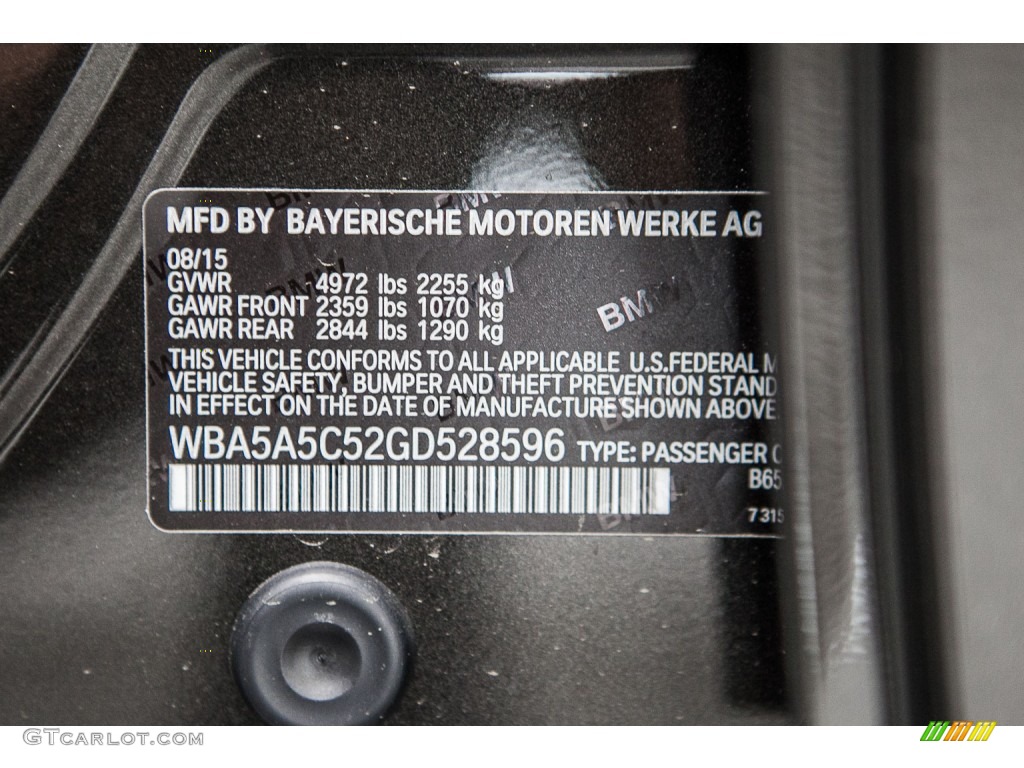 MFD BY BAYERISCHE MOTOREN WERKE AG
08/15
GVWR 4972 lbs 2255 kg
GAWR FRONT 2359 lbs 1070 kg
GAWR REAR 2844 lbs 1290 kg
BMW
THIS VEHICLE CONFORMS TO ALL APPLICABLE U.S.FEDERAL M
VEHICLE SAFETY, BUMPER AND THEFT PREVENTION STAND
IN EFFECT ON THE DATE OF MANUFACTURE SHOWN ABOVE
WBA5A5C52GD528596 TYPE: PASSENGER C
B65
7315
GTCARLOT.COM